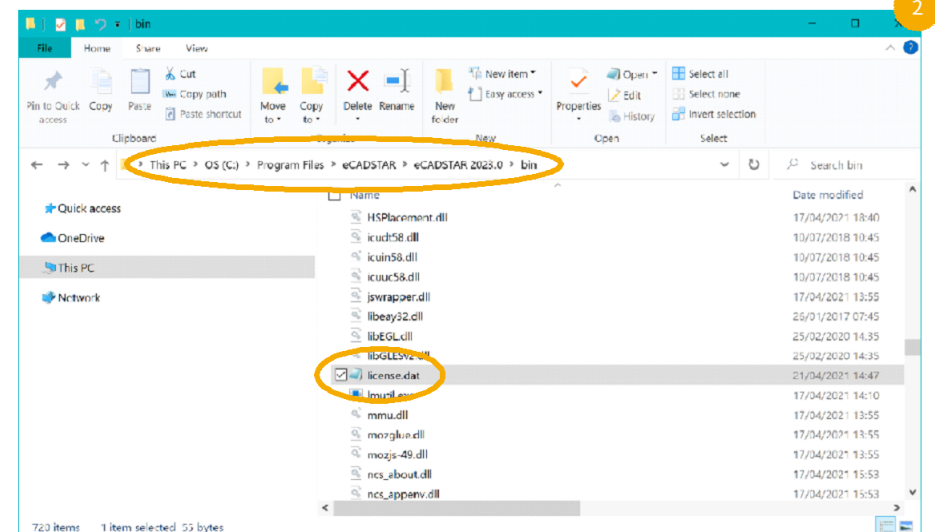 2
bin
File Home Share View
Pin to Quick access
Copy
Paste
Cut
Copy path
Paste shortcut
Move to
Copy to
Delete
Rename
New folder
New item
Easy access
Properties
Open
Edit
History
Select all
Select none
Invert selection
Clipboard New Open Select
This PC > OS (C:) > Program Files > eCADSTAR > eCADSTAR 2023.0 > bin
Search bin
Name Date modified
Quick access
OneDrive
This PC
Network
HSPlacement.dll 17/04/2021 18:40
icudt58.dll 10/07/2018 10:45
icuin58.dll 10/07/2018 10:45
icuuc58.dll 10/07/2018 10:45
jswrapper.dll 17/04/2021 13:55
libeay32.dll 26/01/2017 07:45
libEGL.dll 25/02/2020 14:35
libGLESv2.dll 25/02/2020 14:35
license.dat 21/04/2021 14:47
lmutil.exe 17/04/2021 14:10
mmu.dll 17/04/2021 13:55
mozglue.dll 17/04/2021 13:55
mozjs-49.dll 17/04/2021 13:55
ncs_about.dll 17/04/2021 15:53
ncs_appenv.dll 17/04/2021 15:53
720 items 1 item selected 55 bytes